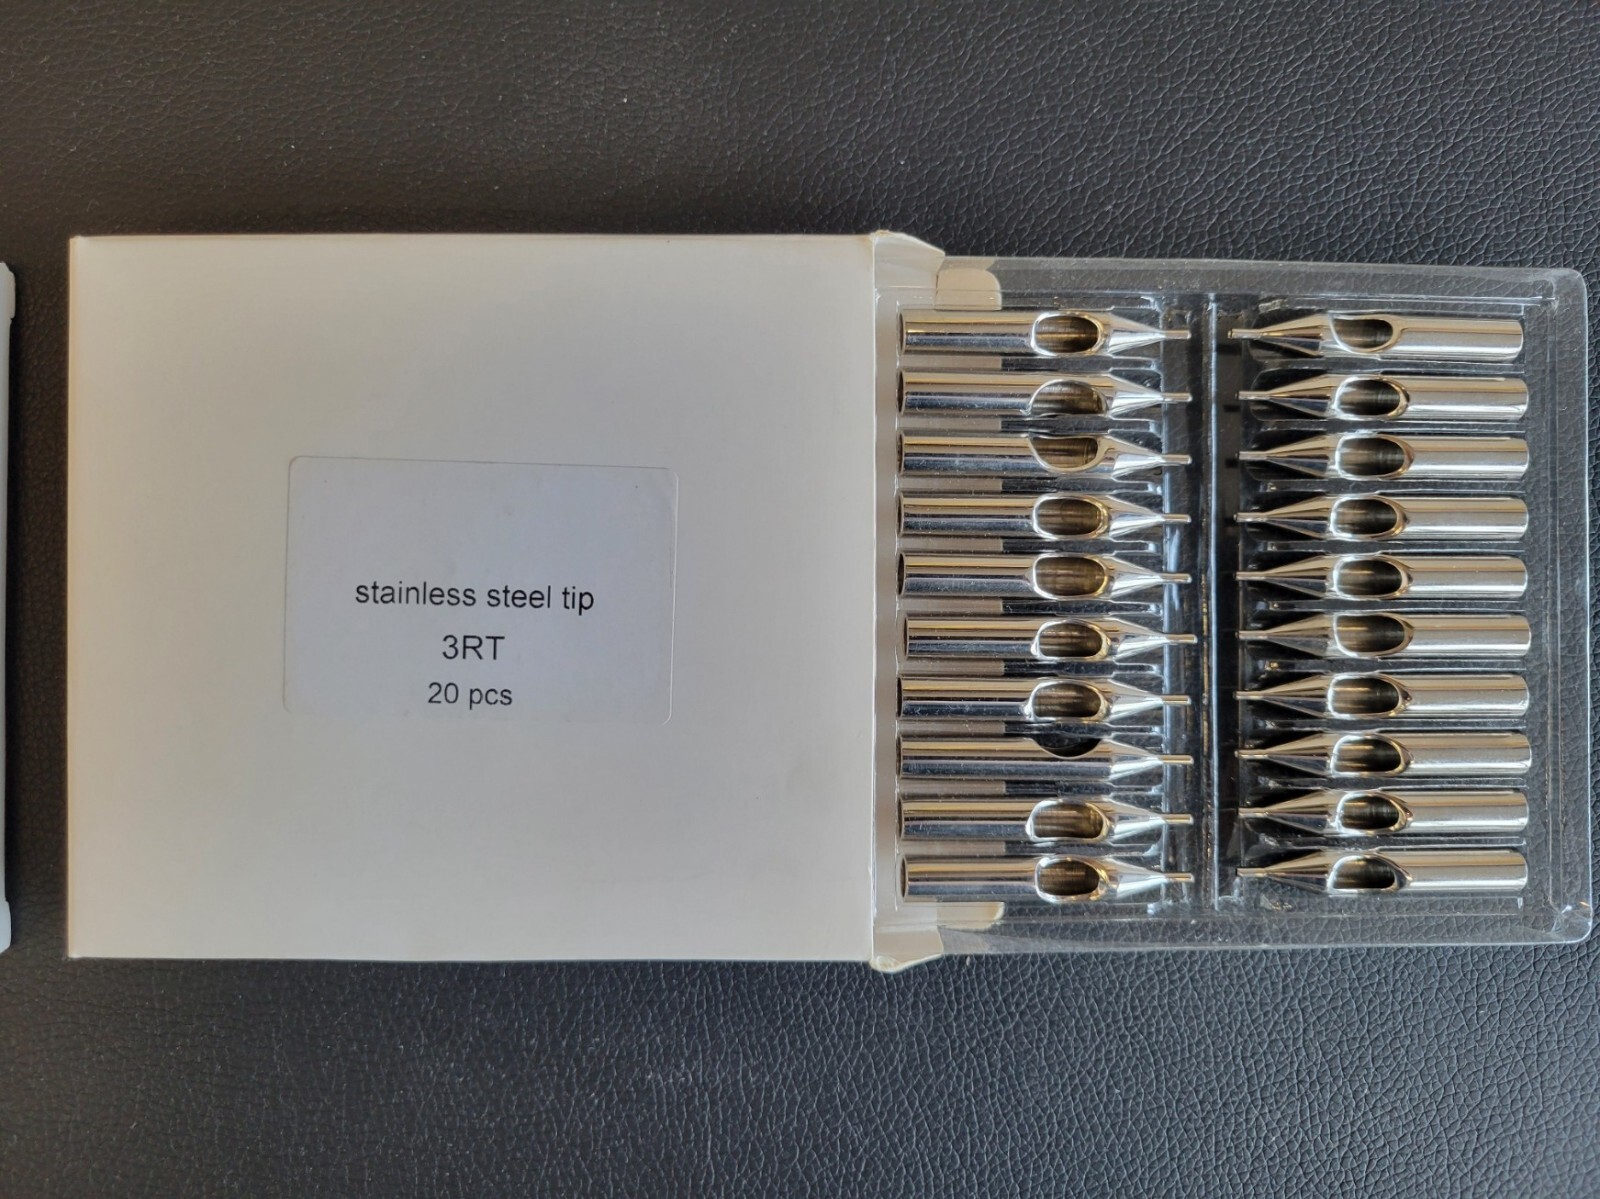 stainless steel tip
3RT
20 pcs